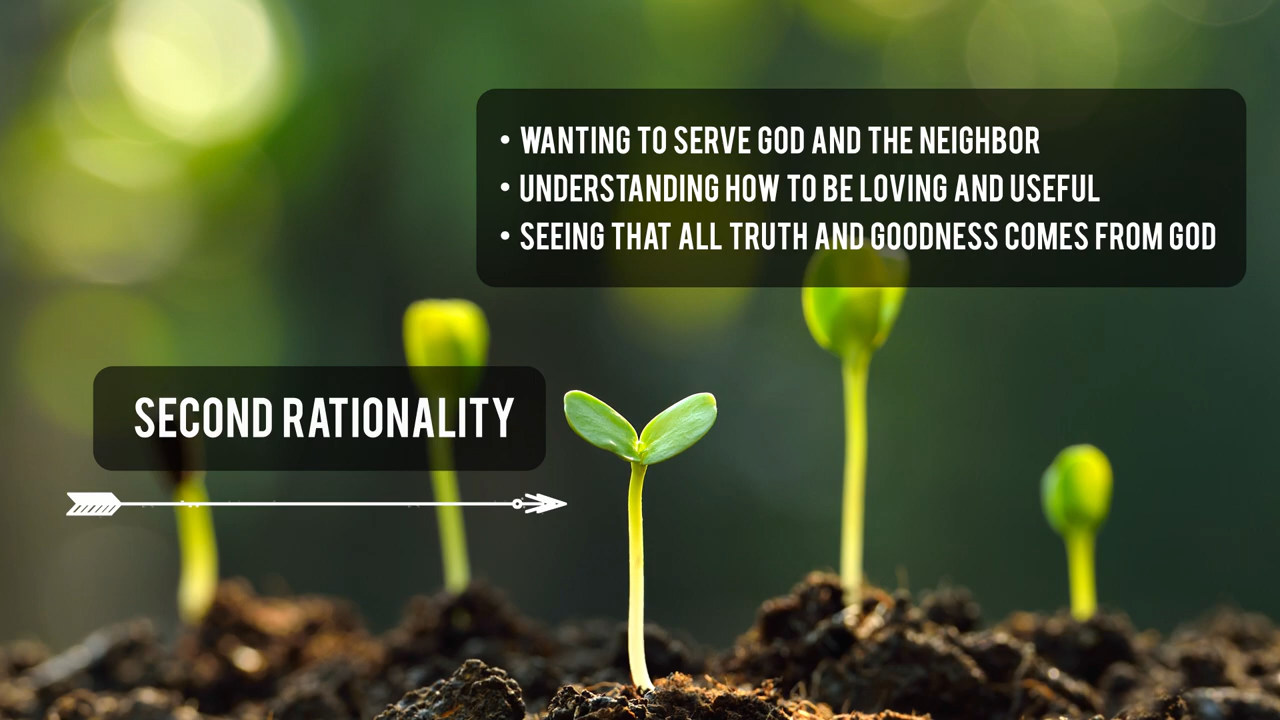 • WANTING TO SERVE GOD AND THE NEIGHBOR
• UNDERSTANDING HOW TO BE LOVING AND USEFUL
• SEEING THAT ALL TRUTH AND GOODNESS COMES FROM GOD
SECOND RATIONALITY